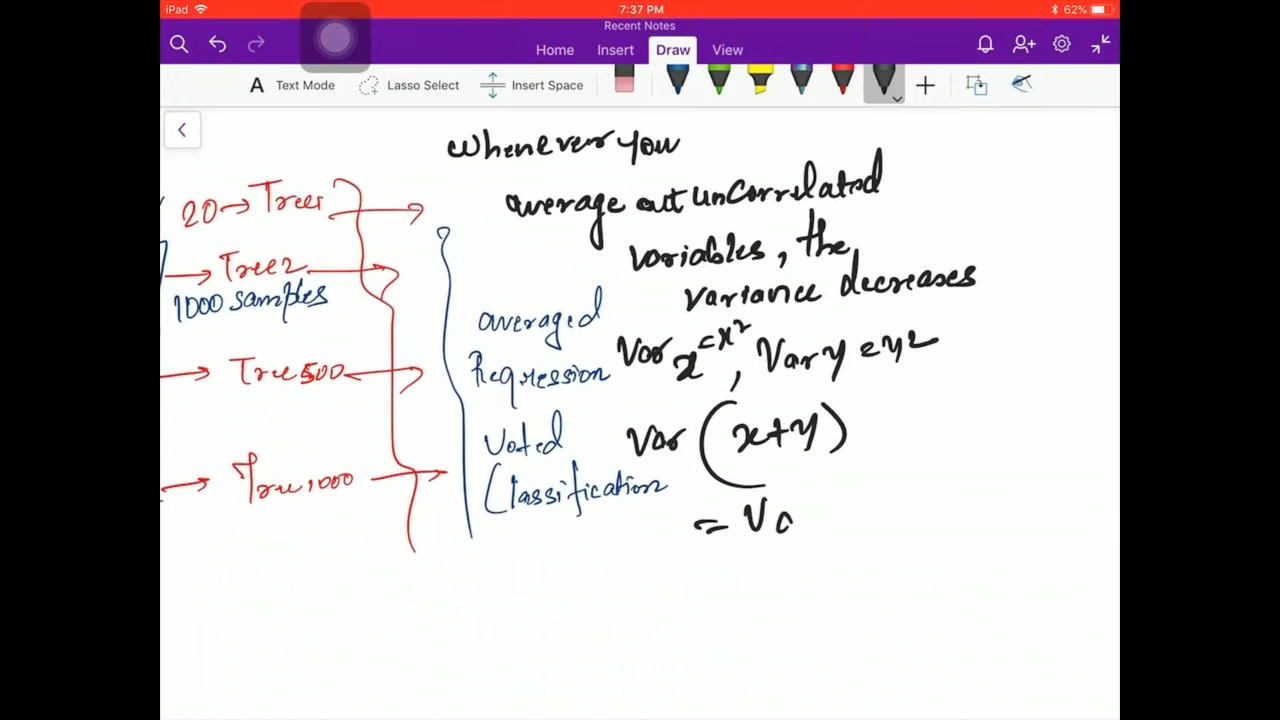 iPad 7:37 PM 62%
Recent Notes
Home Insert Draw View
A Text Mode Lasso Select Insert Space
Whenever you
average out uncorrelated
variables, the
variance decreases
20 → Tree1
→ Tree2
1000 samples
→ Tree500
→ Tree1000
averaged
Regression
Voted
Classification
Var x = x², Var y = y²
Var (x+y)
= Va